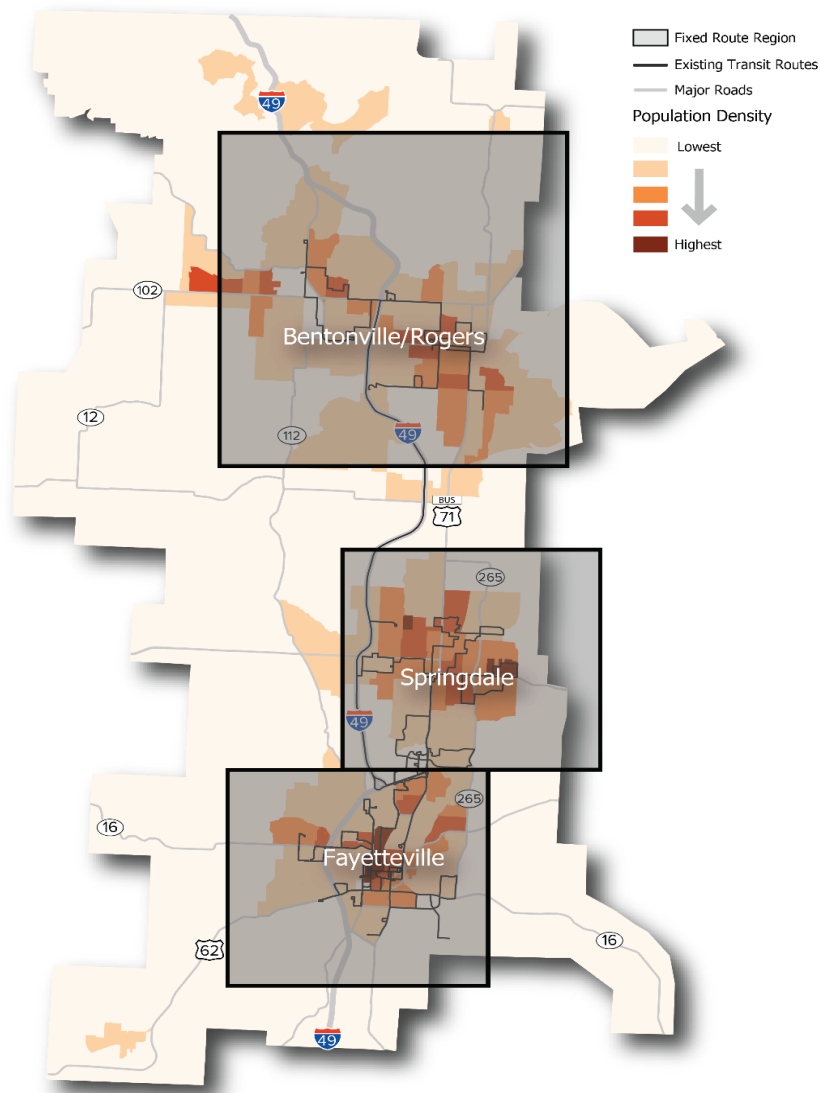 Fixed Route Region
Existing Transit Routes
Major Roads
Population Density
Lowest
Highest
49
102
Bentonville/Rogers
12
112
49
BUS
71
265
Springdale
49
265
16
Fayetteville
62
16
49